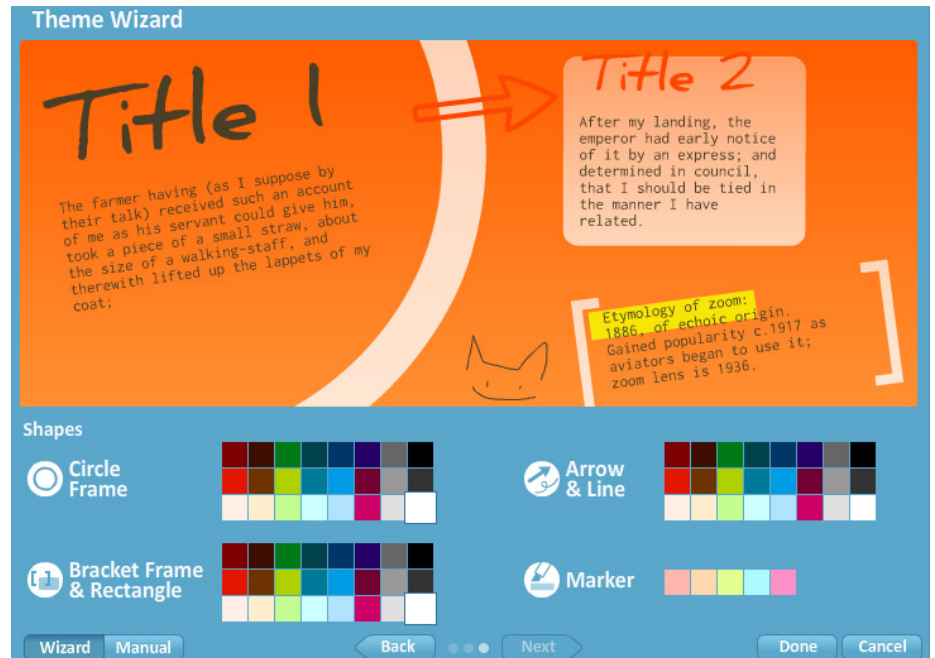 Theme Wizard
Title 1
The farmer having (as I suppose by
their talk) received such an account
of me as his servant could give him,
took a piece of a small straw, about
the size of a walking-staff, and
therewith lifted up the lappets of my
coat;
Title 2
After my landing, the
emperor had early notice
of it by an express; and
determined in council,
that I should be tied in
the manner I have
related.
Etymology of zoom:
1886, of echoic origin.
Gained popularity c.1917 as
aviators began to use it;
zoom lens is 1936.
Shapes
Circle
Frame
Arrow
& Line
Bracket Frame
& Rectangle
Marker
Wizard
Manual
Back
Next
Done
Cancel